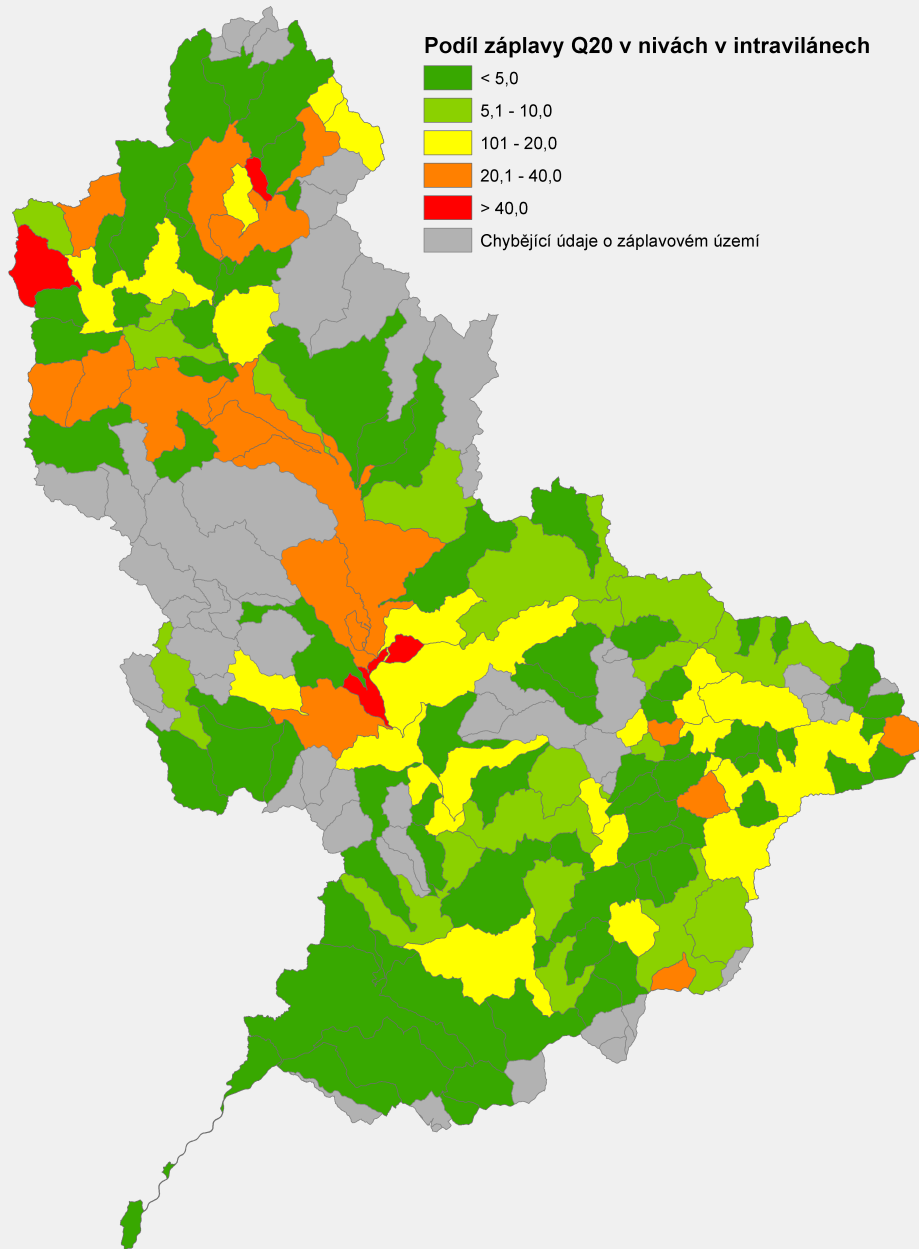 Podíl záplavy Q20 v nivách v intravilánech
< 5,0
5,1 - 10,0
101 - 20,0
20,1 - 40,0
> 40,0
Chybějící údaje o záplavovém území